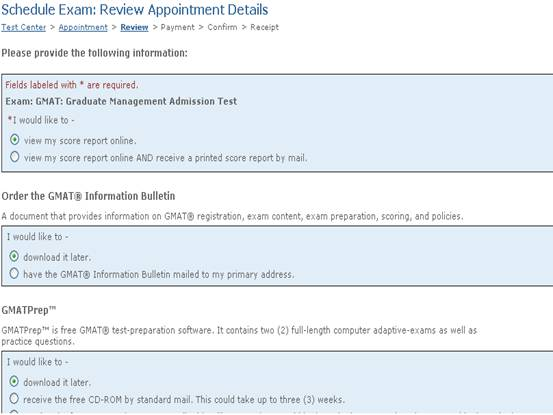 Schedule Exam: Review Appointment Details
Test Center > Appointment > Review > Payment > Confirm > Receipt
Please provide the following information:
Fields labeled with * are required.
Exam: GMAT: Graduate Management Admission Test
*I would like to -
view my score report online.
view my score report online AND receive a printed score report by mail.
Order the GMAT® Information Bulletin
A document that provides information on GMAT® registration, exam content, exam preparation, scoring, and policies.
I would like to -
download it later.
have the GMAT® Information Bulletin mailed to my primary address.
GMATPrep™
GMATPrep™ is free GMAT® test-preparation software. It contains two (2) full-length computer adaptive-exams as well as
practice questions.
I would like to -
download it later.
receive the free CD-ROM by standard mail. This could take up to three (3) weeks.